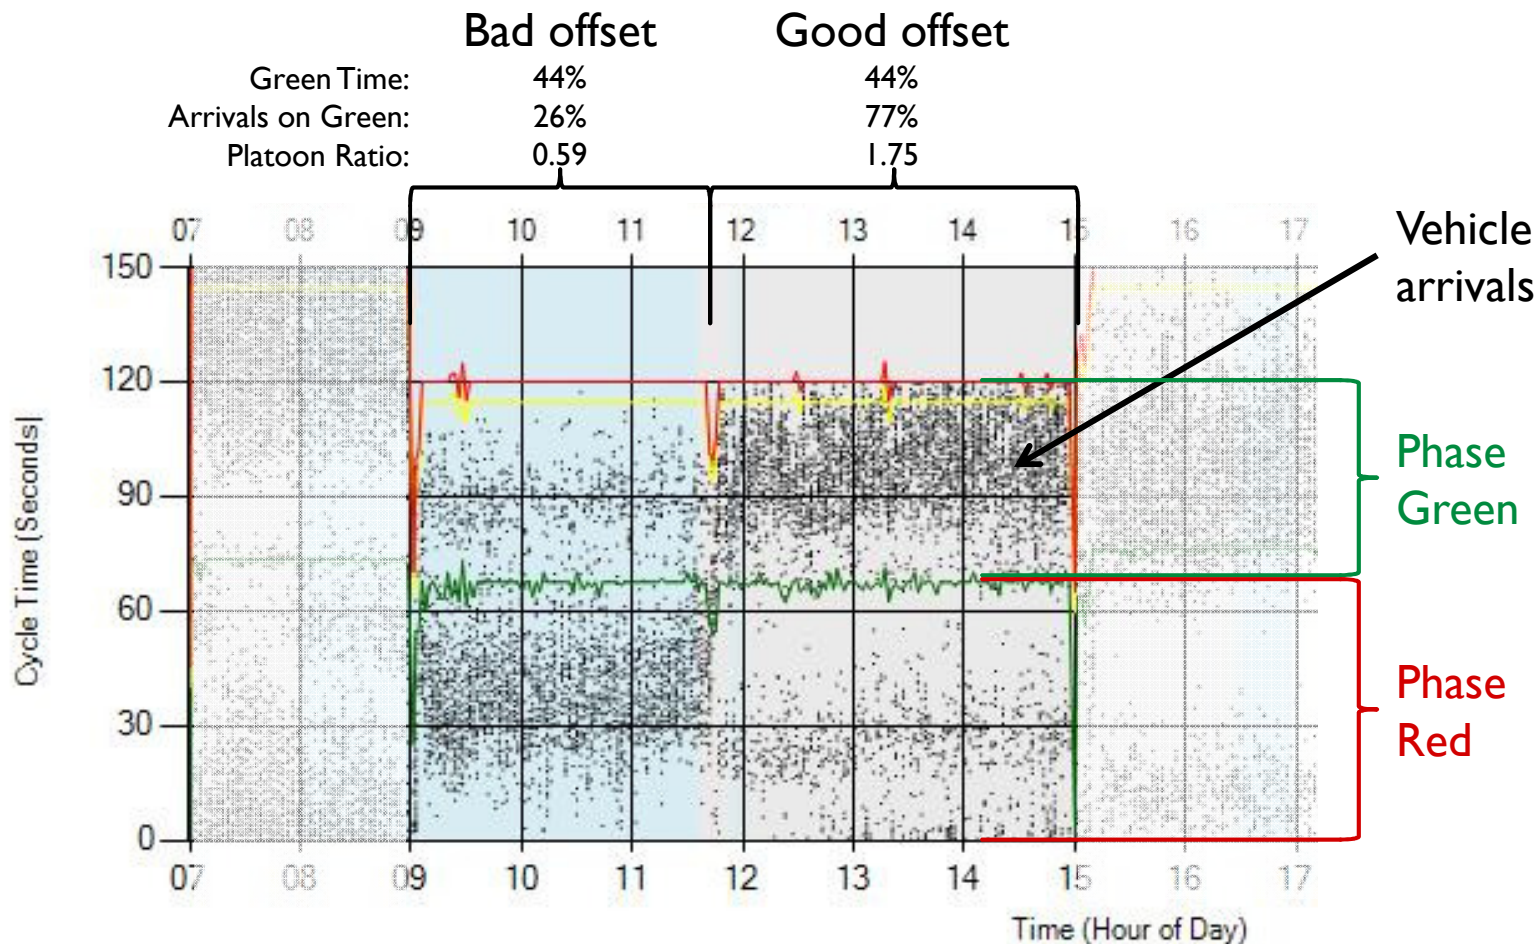 Bad offset Good offset
Green Time: 44% 44%
Arrivals on Green: 26% 77%
Platoon Ratio: 0.59 1.75
07 08 09 10 11 12 13 14 15 16 17
Vehicle
arrivals
150
120
90
60
30
0
Cycle Time (Seconds)
Phase
Green
Phase
Red
07 08 09 10 11 12 13 14 15 16 17
Time (Hour of Day)